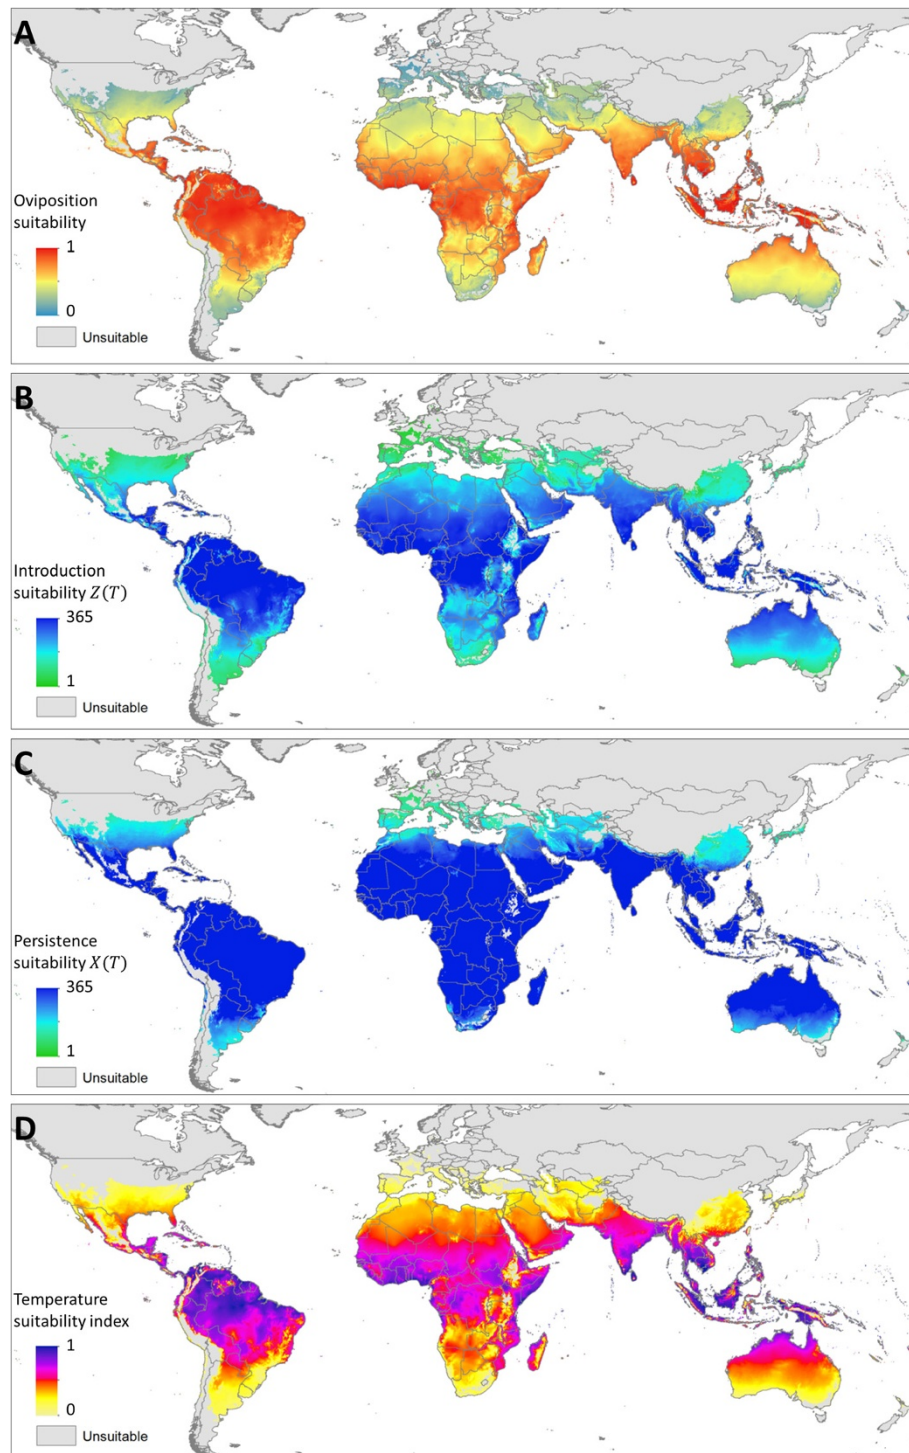 A
Oviposition
suitability
1
0
Unsuitable
B
Introduction
suitability Z(T)
365
1
Unsuitable
C
Persistence
suitability X(T)
365
1
Unsuitable
D
Temperature
suitability index
1
0
Unsuitable